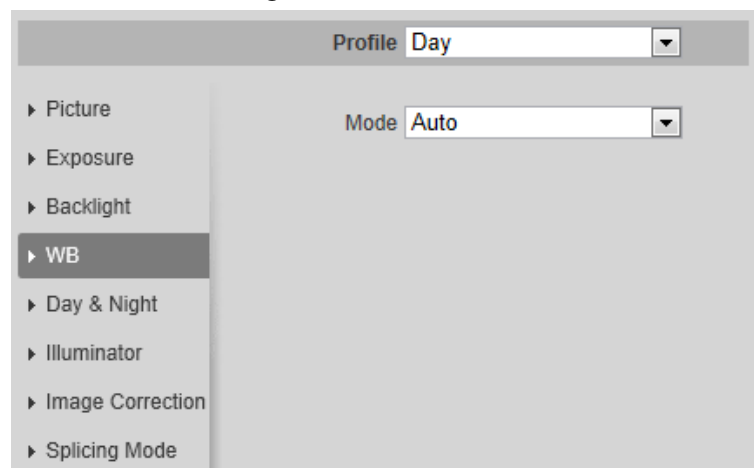 Profile Day
Picture
Mode Auto
Exposure
Backlight
WB
Day & Night
Illuminator
Image Correction
Splicing Mode